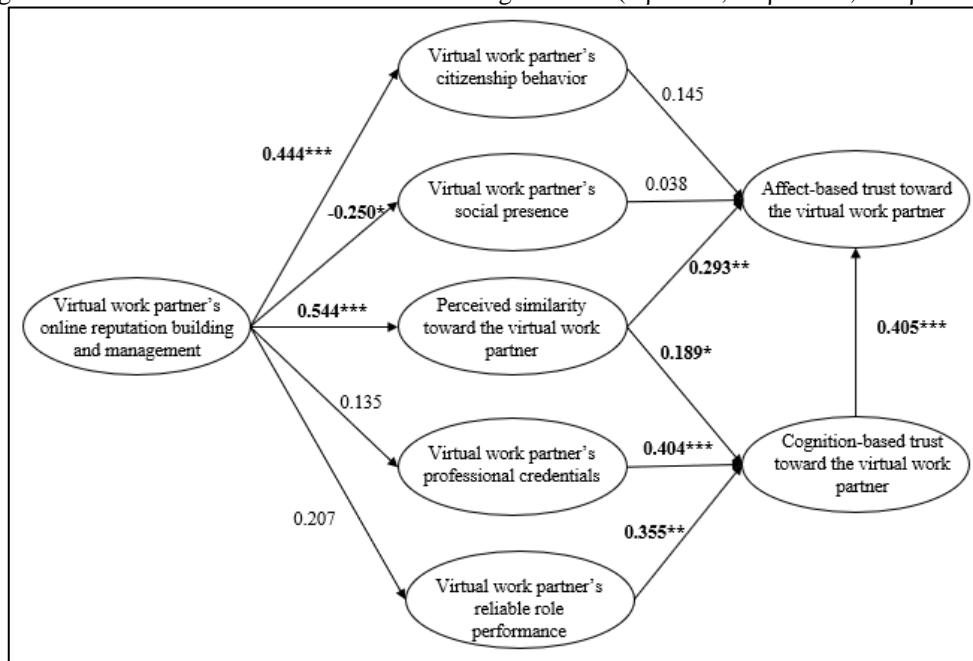 Virtual work partner’s
citizenship behavior
0.145
0.444***
Virtual work partner’s
social presence
0.038
Affect-based trust toward
the virtual work partner
-0.250*
0.293**
Virtual work partner’s
online reputation building
and management
0.544***
Perceived similarity
toward the virtual work
partner
0.405***
0.189*
0.135
Virtual work partner’s
professional credentials
0.404***
Cognition-based trust
toward the virtual work
partner
0.207
0.355**
Virtual work partner’s
reliable role
performance